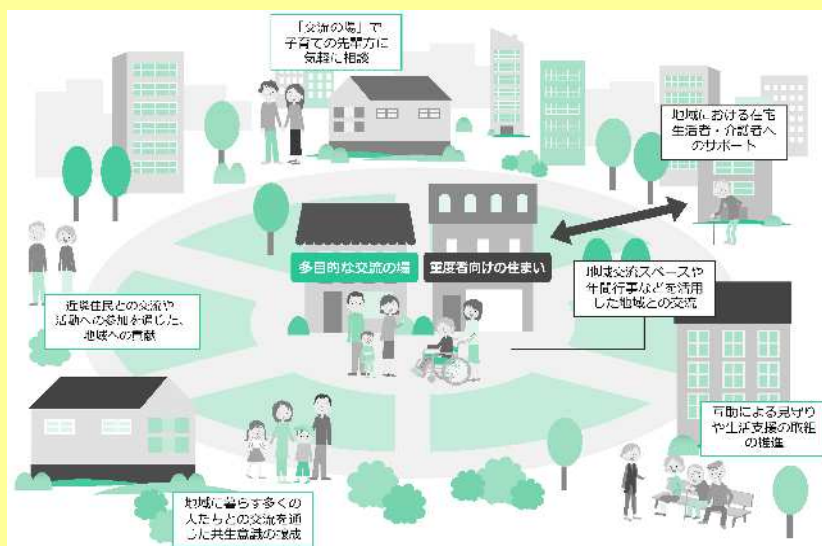 「交流の場」で
子育ての先輩方に
気軽に相談
地域における在宅
生活者・介護者へ
のサポート
多目的な交流の場
重度者向けの住まい
地域交流スペースや
年間行事などを活用
した地域との交流
近隣住民との交流や
活動への参加を通じた、
地域への貢献
互助による見守り
や生活支援の取組
の推進
地域に暮らす多くの
人たちとの交流を通
じた共生意識の醸成